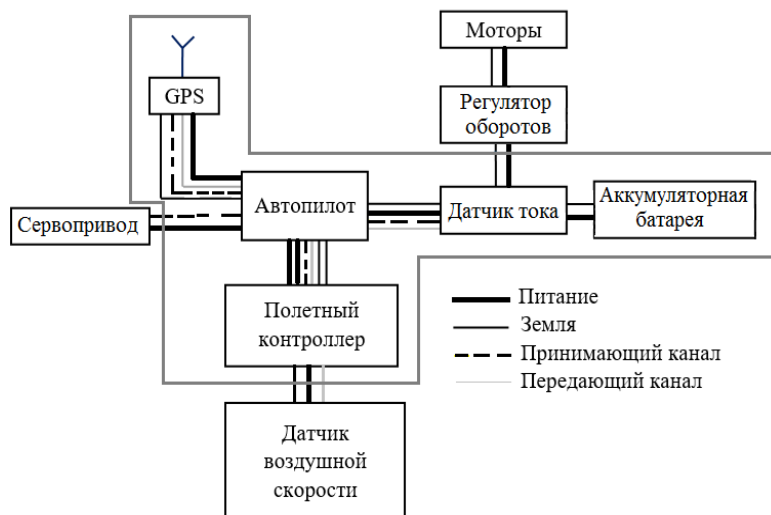 Моторы
GPS
Регулятор
оборотов
Автопилот
Датчик тока
Аккумуляторная
батарея
Сервопривод
Полетный
контроллер
Питание
Земля
Принимающий канал
Передающий канал
Датчик
воздушной
скорости